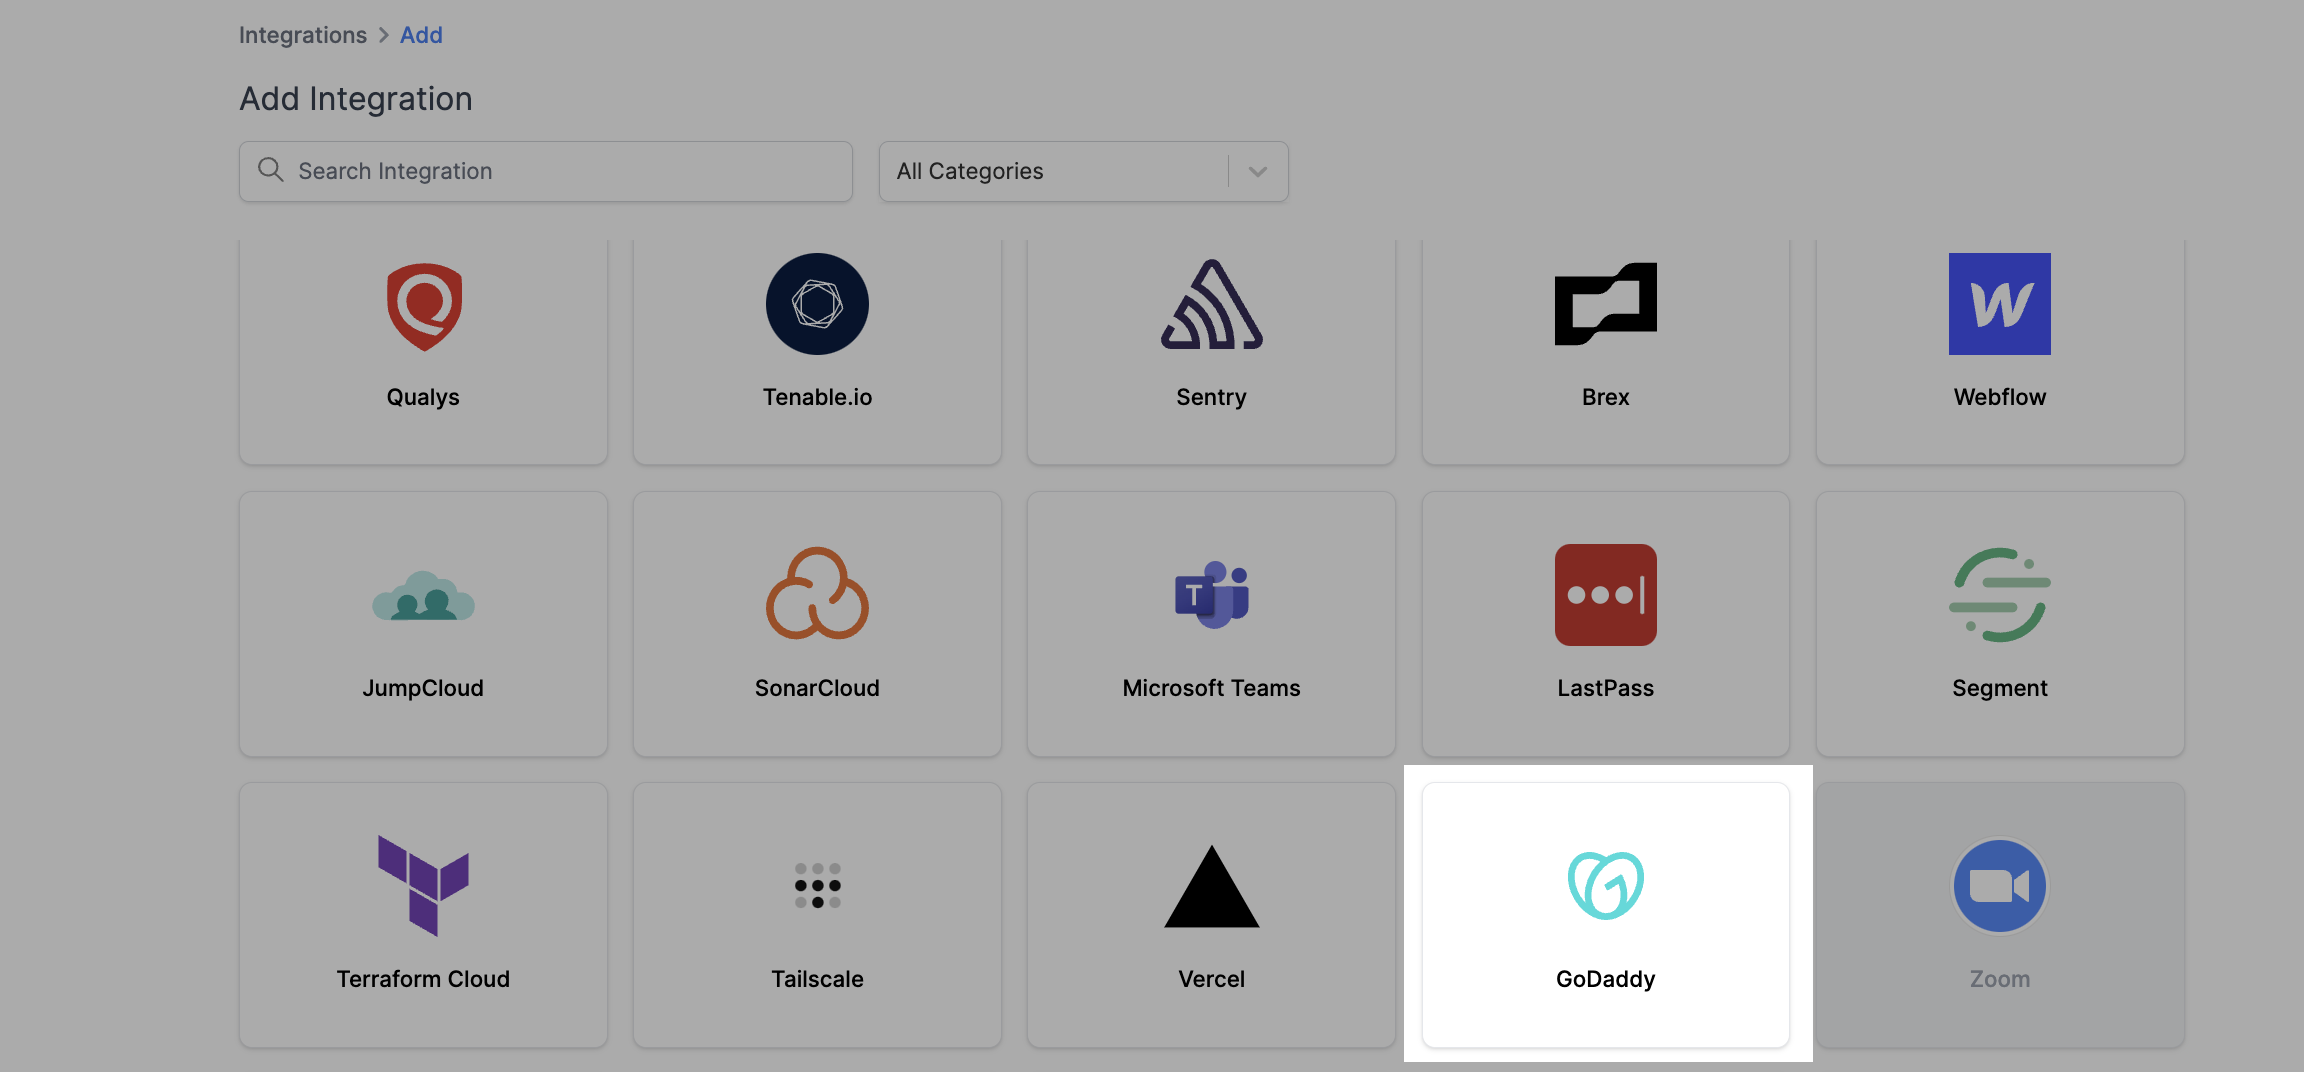 Integrations > Add
Add Integration
Search Integration
All Categories
Qualys
Tenable.io
Sentry
Brex
Webflow
JumpCloud
SonarCloud
Microsoft Teams
LastPass
Segment
Terraform Cloud
Tailscale
Vercel
GoDaddy
Zoom